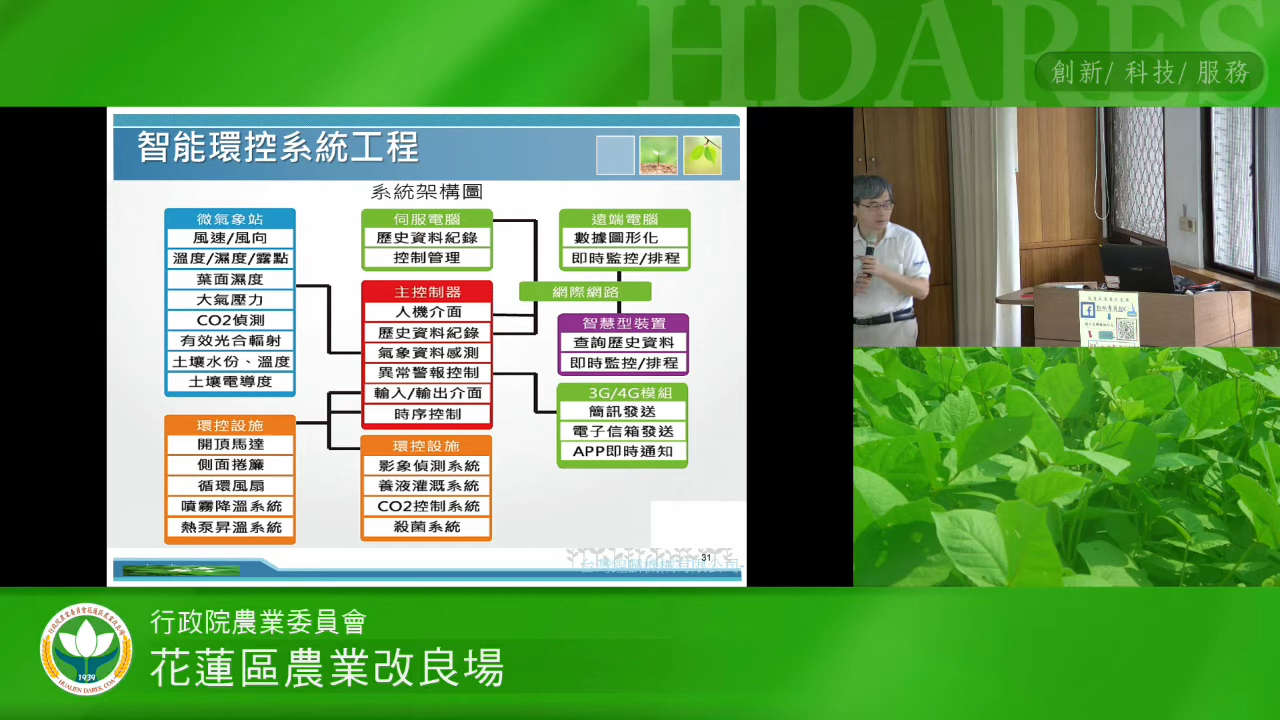 HDARES
創新/ 科技/ 服務
智能環控系統工程
系統架構圖
微氣象站
風速/風向
溫度/濕度/露點
葉面濕度
大氣壓力
CO2偵測
有效光合輻射
土壤水份、溫度
土壤電導度
環控設施
開頂馬達
側面捲簾
循環風扇
噴霧降溫系統
熱泵昇溫系統
伺服電腦
歷史資料紀錄
控制管理
主控制器
人機介面
歷史資料紀錄
氣象資料感測
異常警報控制
輸入/輸出介面
時序控制
環控設施
影象偵測系統
養液灌溉系統
CO2控制系統
殺菌系統
遠端電腦
數據圖形化
即時監控/排程
網際網路
智慧型裝置
查詢歷史資料
即時監控/排程
3G/4G模組
簡訊發送
電子信箱發送
APP即時通知
31
行政院農業委員會
花蓮區農業改良場
1939
HUALIEN DARES, COA